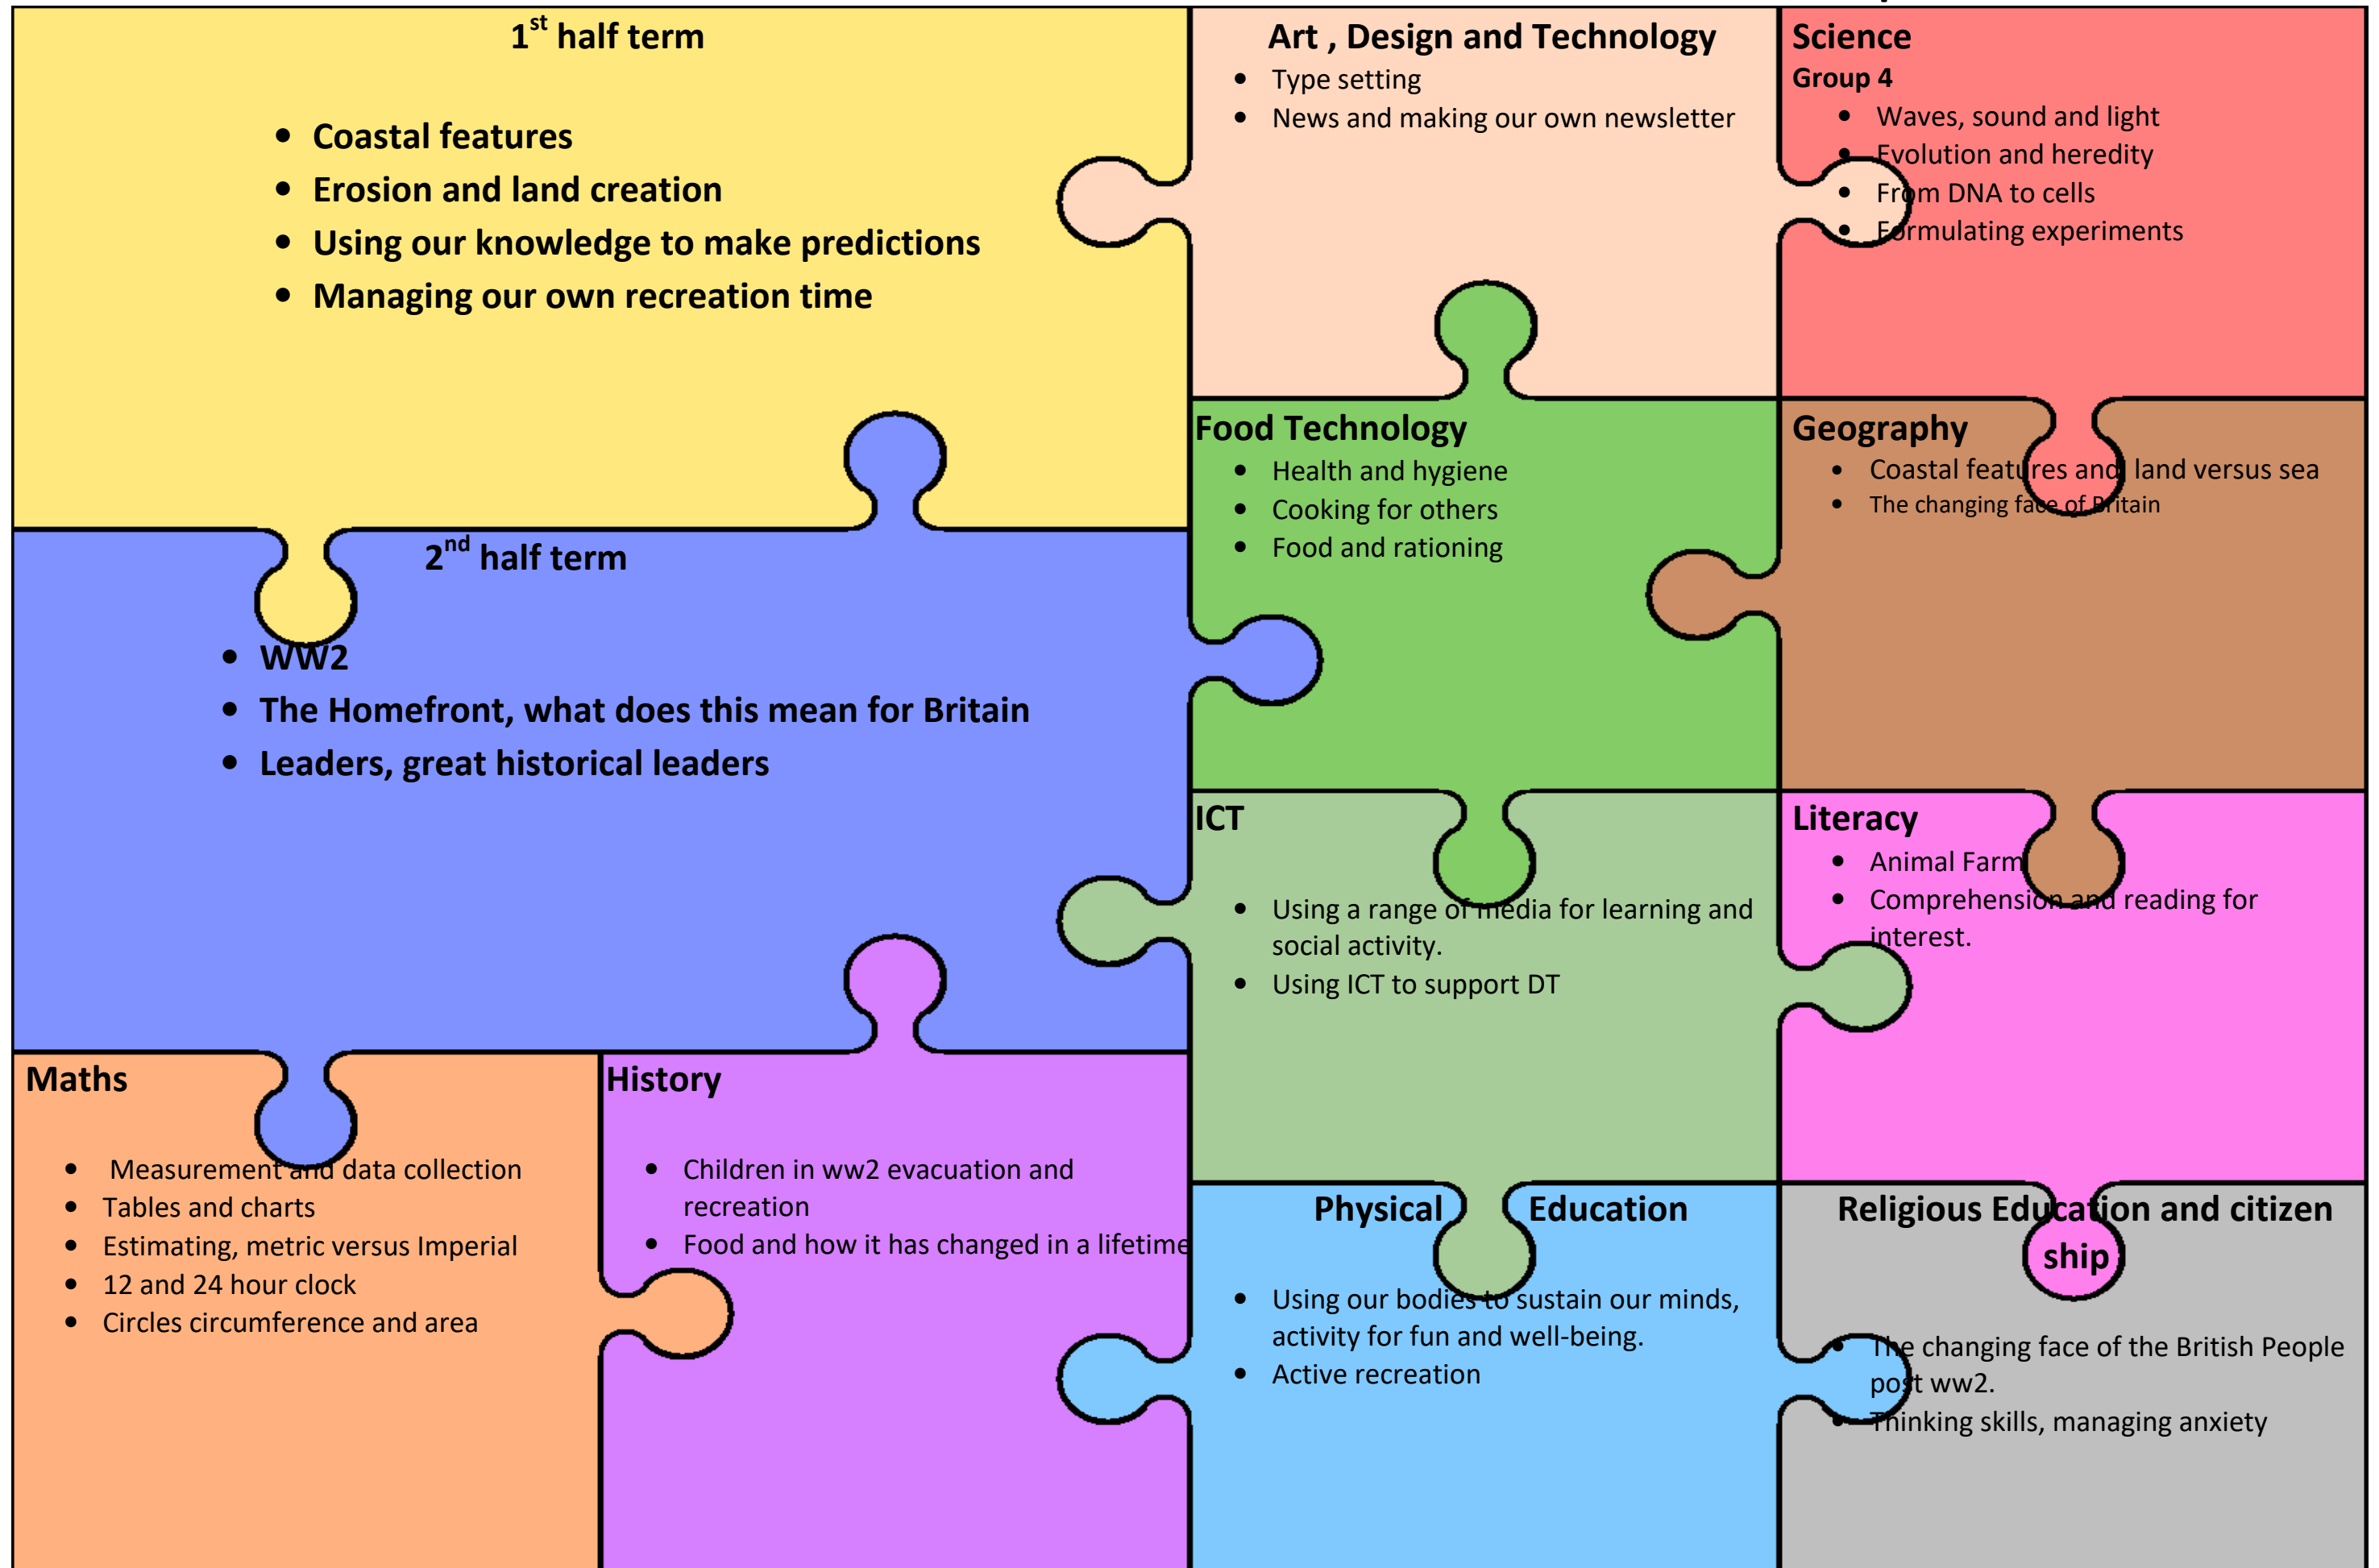 1st half term
• Coastal features
• Erosion and land creation
• Using our knowledge to make predictions
• Managing our own recreation time
Art , Design and Technology
• Type setting
• News and making our own newsletter
Science
Group 4
• Waves, sound and light
• Evolution and heredity
• From DNA to cells
• Formulating experiments
2nd half term
• WW2
• The Homefront, what does this mean for Britain
• Leaders, great historical leaders
Food Technology
• Health and hygiene
• Cooking for others
• Food and rationing
Geography
• Coastal features and land versus sea
• The changing face of Britain
ICT
• Using a range of media for learning and
social activity.
• Using ICT to support DT
Literacy
• Animal Farm
• Comprehension and reading for
interest.
Maths
• Measurement and data collection
• Tables and charts
• Estimating, metric versus Imperial
• 12 and 24 hour clock
• Circles circumference and area
History
• Children in ww2 evacuation and
recreation
• Food and how it has changed in a lifetime
Physical Education
• Using our bodies to sustain our minds,
activity for fun and well-being.
• Active recreation
Religious Education and citizen
ship
• The changing face of the British People
post ww2.
• Thinking skills, managing anxiety